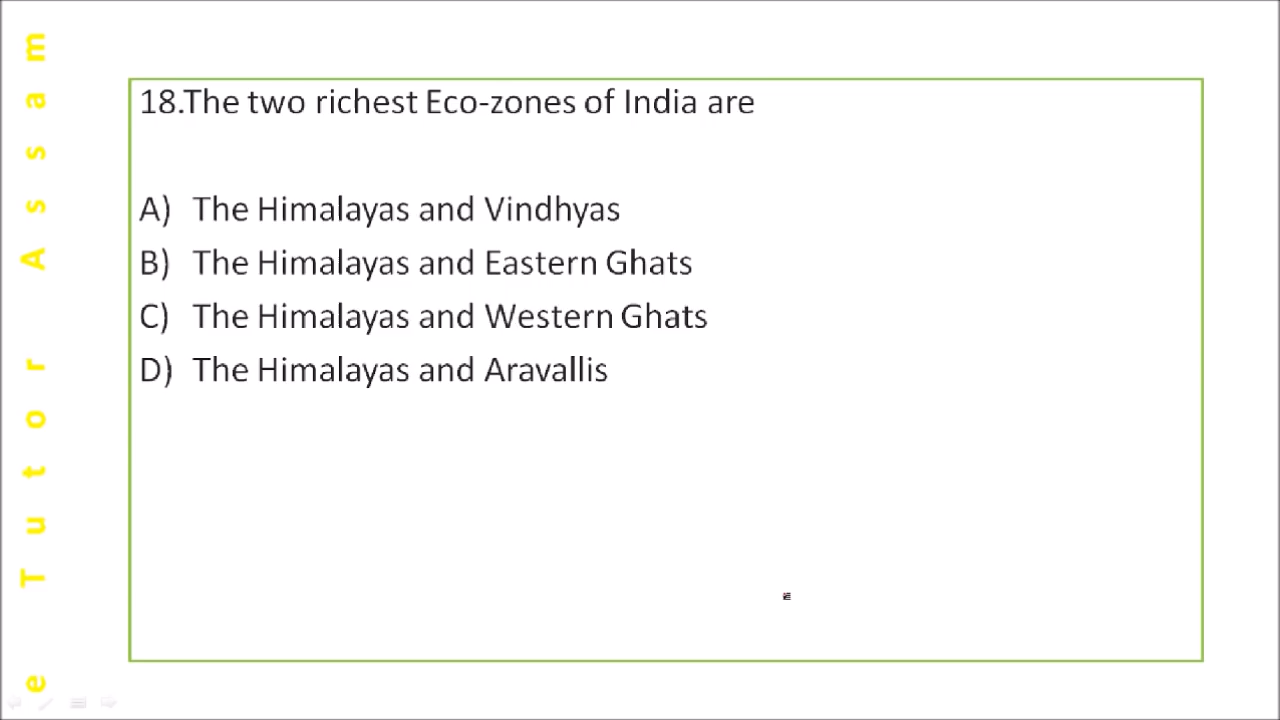 18.The two richest Eco-zones of India are
A) The Himalayas and Vindhyas
B) The Himalayas and Eastern Ghats
C) The Himalayas and Western Ghats
D) The Himalayas and Aravallis
e Tutor Assam